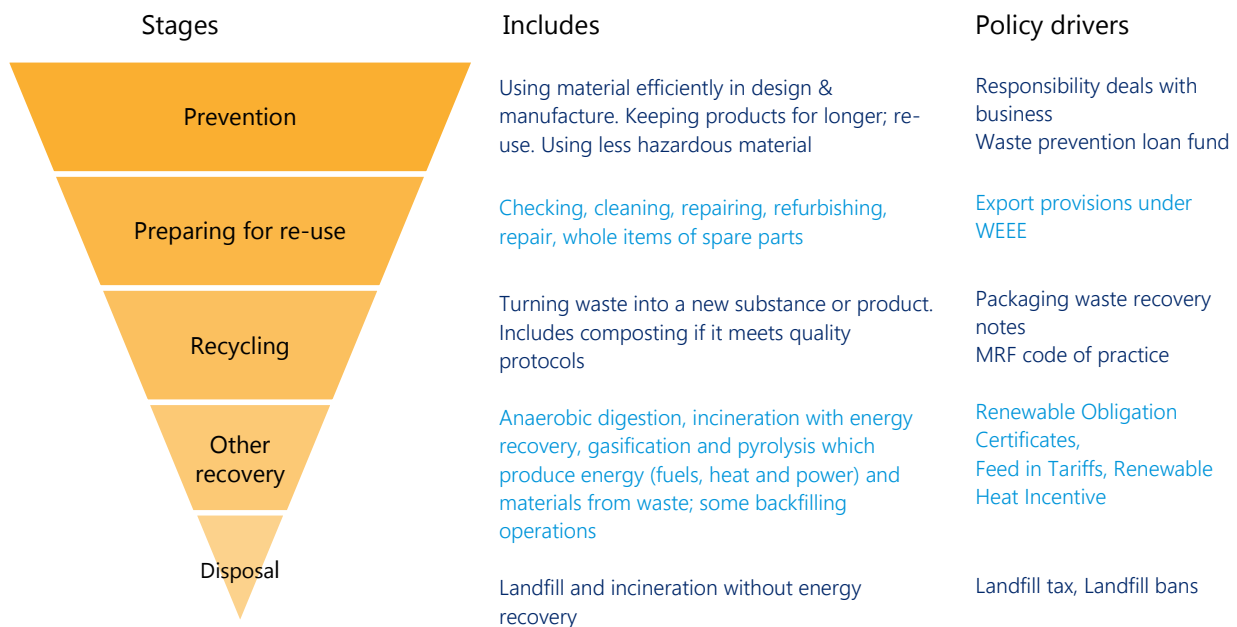 Stages
Includes
Policy drivers
Prevention
Using material efficiently in design &
manufacture. Keeping products for longer; re-
use. Using less hazardous material
Responsibility deals with
business
Waste prevention loan fund
Preparing for re-use
Checking, cleaning, repairing, refurbishing,
repair, whole items of spare parts
Export provisions under
WEEE
Recycling
Turning waste into a new substance or product.
Includes composting if it meets quality
protocols
Packaging waste recovery
notes
MRF code of practice
Other
recovery
Anaerobic digestion, incineration with energy
recovery, gasification and pyrolysis which
produce energy (fuels, heat and power) and
materials from waste; some backfilling
operations
Renewable Obligation
Certificates,
Feed in Tariffs, Renewable
Heat Incentive
Disposal
Landfill and incineration without energy
recovery
Landfill tax, Landfill bans